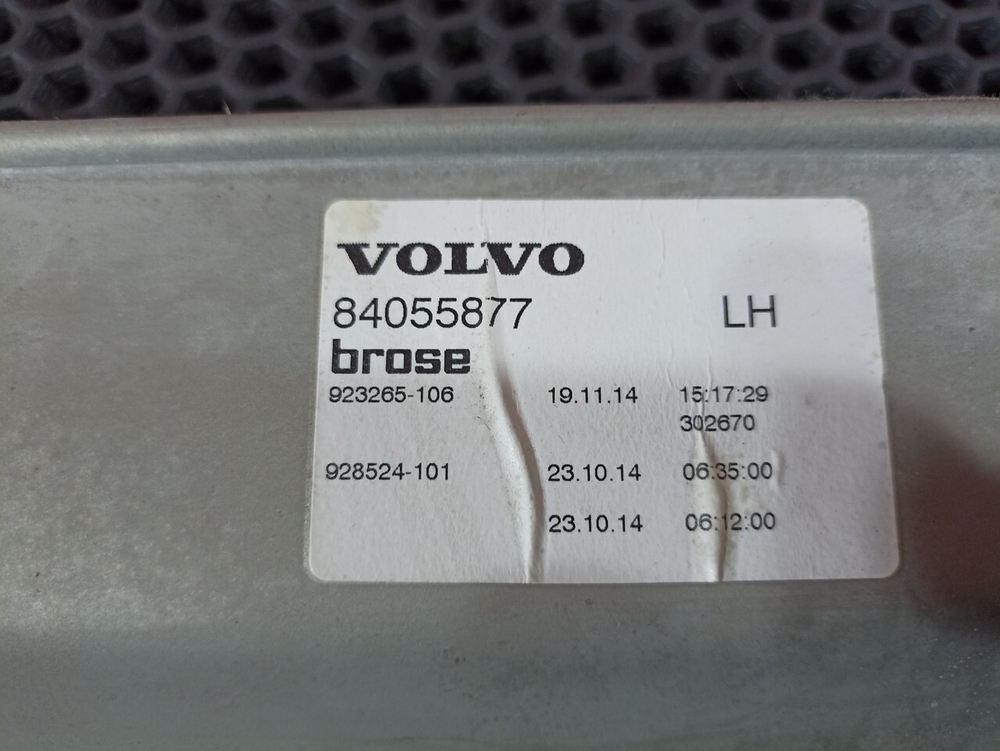 VOLVO
84055877 LH
brose
923265-106 19.11.14 15:17:29
302670
928524-101 23.10.14 06:35:00
23.10.14 06:12:00